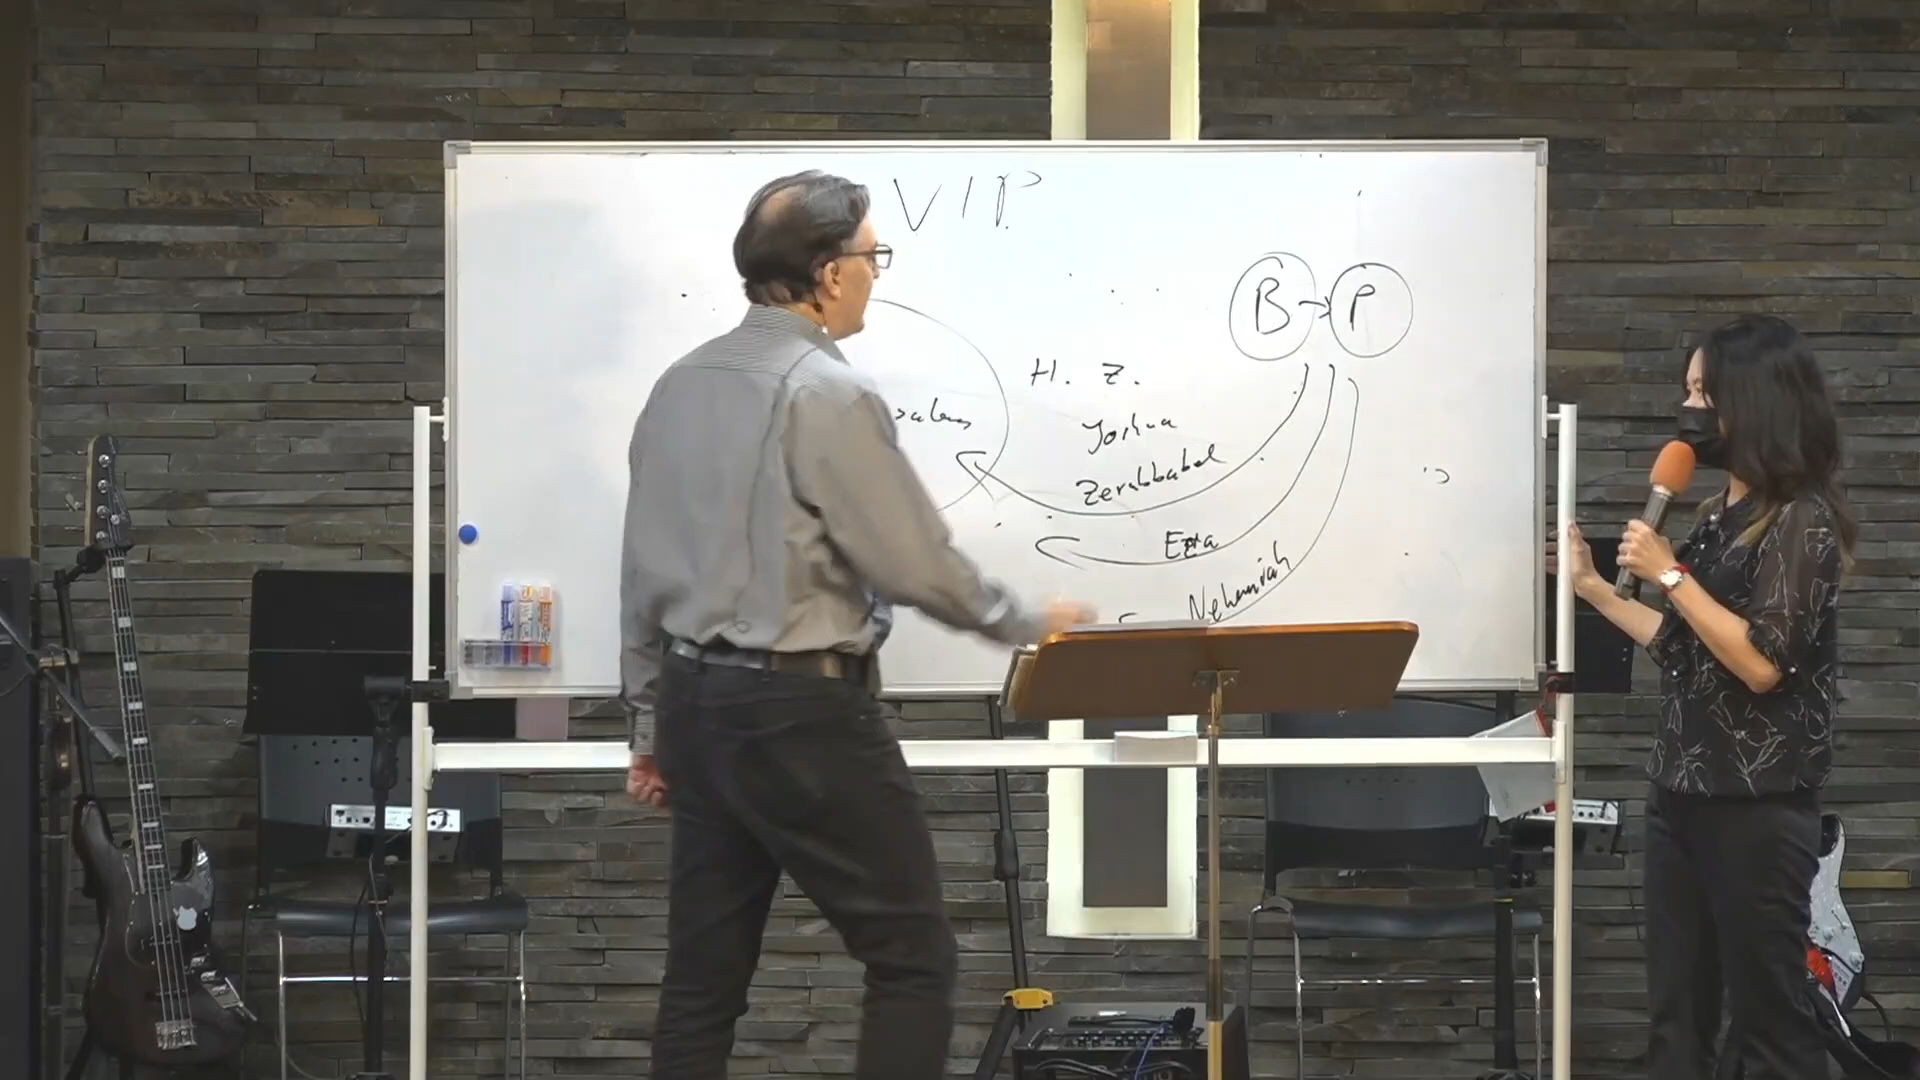 VIP
B → P
H. Z.
Joshua
Zerubbabel
Ezra
Nehemiah